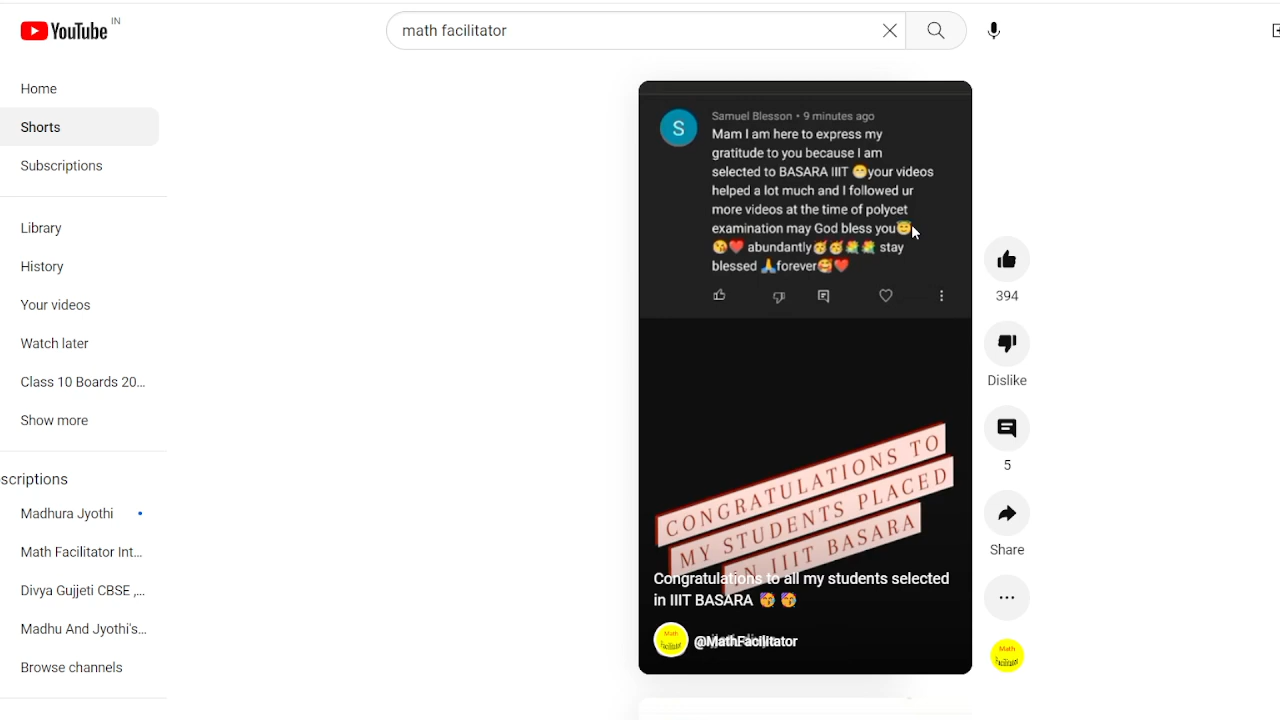 YouTube IN
math facilitator
Home
Shorts
Subscriptions
Library
History
Your videos
Watch later
Class 10 Boards 20...
Show more
scriptions
Madhura Jyothi
Math Facilitator Int...
Divya Gujjeti CBSE ,...
Madhu And Jyothi's...
Browse channels
S
Samuel Blesson • 9 minutes ago
Mam I am here to express my
gratitude to you because I am
selected to BASARA IIIT 😁your videos
helped a lot much and I followed ur
more videos at the time of polycet
examination may God bless you😇
😘❤️ abundantly🥳🥳💐💐 stay
blessed 🙏forever🥰❤️
CONGRATULATIONS TO
MY STUDENTS PLACED
IN IIIT BASARA
Congratulations to all my students selected
in IIIT BASARA 🥳 🥳
Math
Facilitator
@MathFacilitator
394
Dislike
5
Share
Math
Facilitator